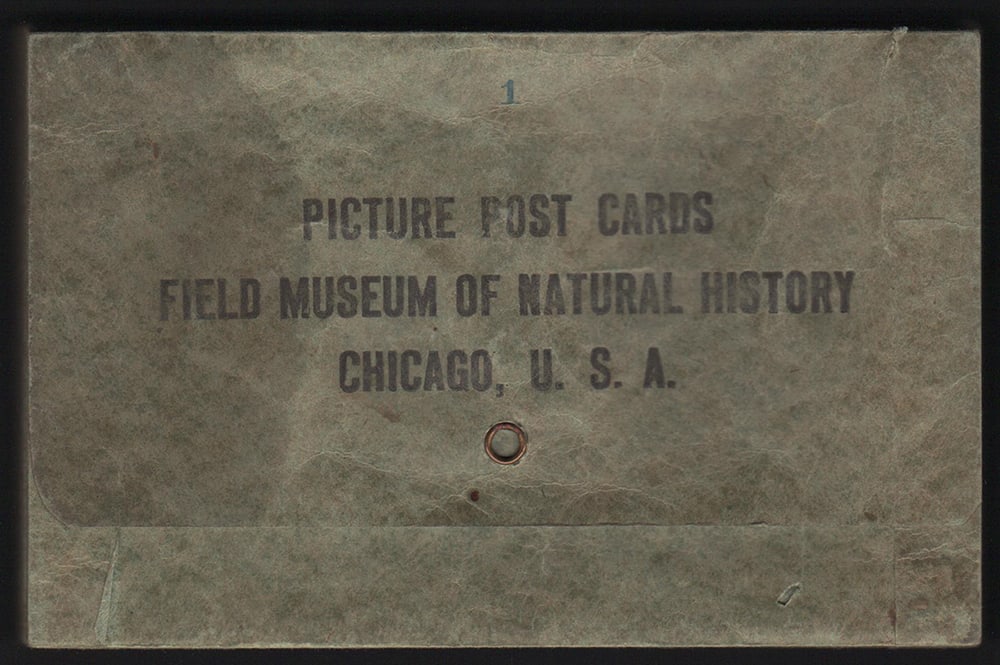 1
PICTURE POST CARDS
FIELD MUSEUM OF NATURAL HISTORY
CHICAGO, U. S. A.